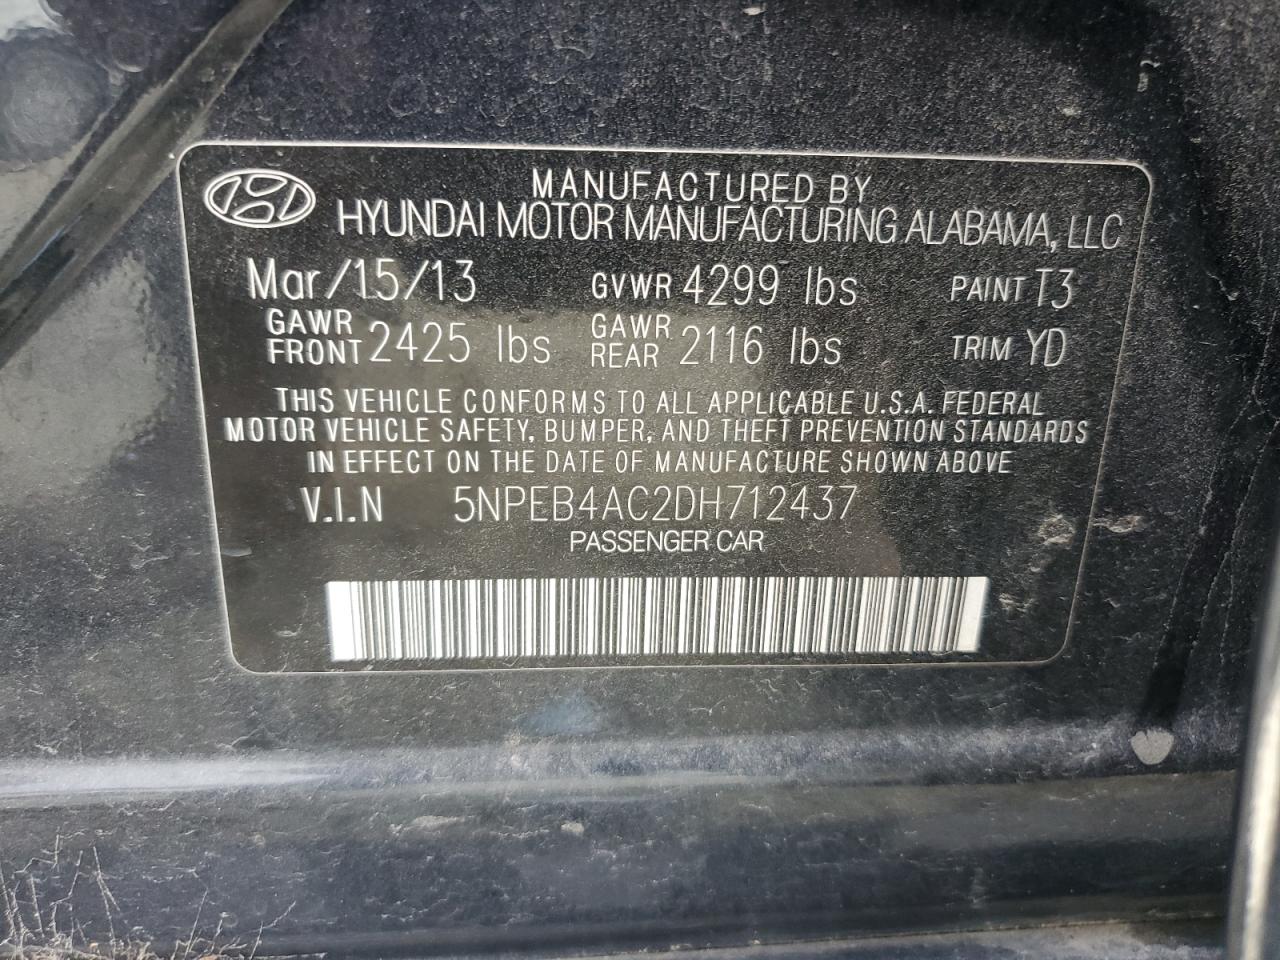 MANUFACTURED BY
HYUNDAI MOTOR MANUFACTURING ALABAMA, LLC
Mar/15/13 GVWR 4299 lbs PAINT T3
GAWR FRONT 2425 lbs GAWR REAR 2116 lbs TRIM YD
THIS VEHICLE CONFORMS TO ALL APPLICABLE U.S.A. FEDERAL
MOTOR VEHICLE SAFETY, BUMPER, AND THEFT PREVENTION STANDARDS
IN EFFECT ON THE DATE OF MANUFACTURE SHOWN ABOVE
V.I.N 5NPEB4AC2DH712437
PASSENGER CAR